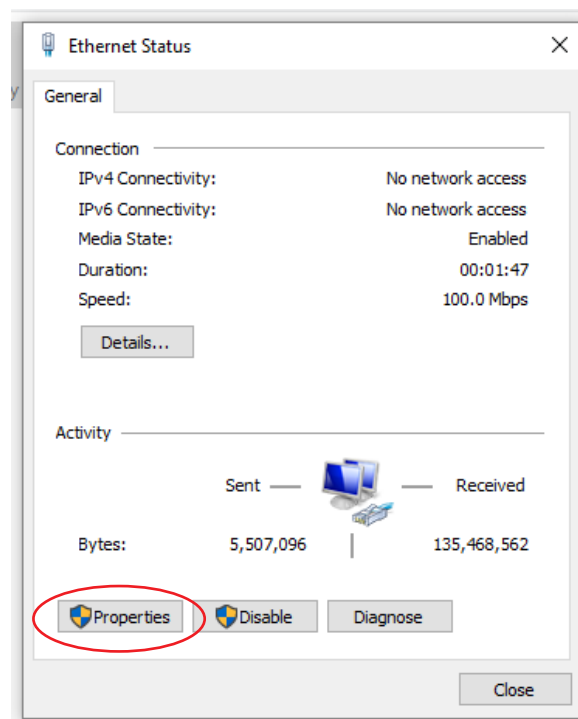 Ethernet Status
y
General
Connection
IPv4 Connectivity: No network access
IPv6 Connectivity: No network access
Media State: Enabled
Duration: 00:01:47
Speed: 100.0 Mbps
Details...
Activity
Sent Received
Bytes: 5,507,096 135,468,562
Properties Disable Diagnose
Close